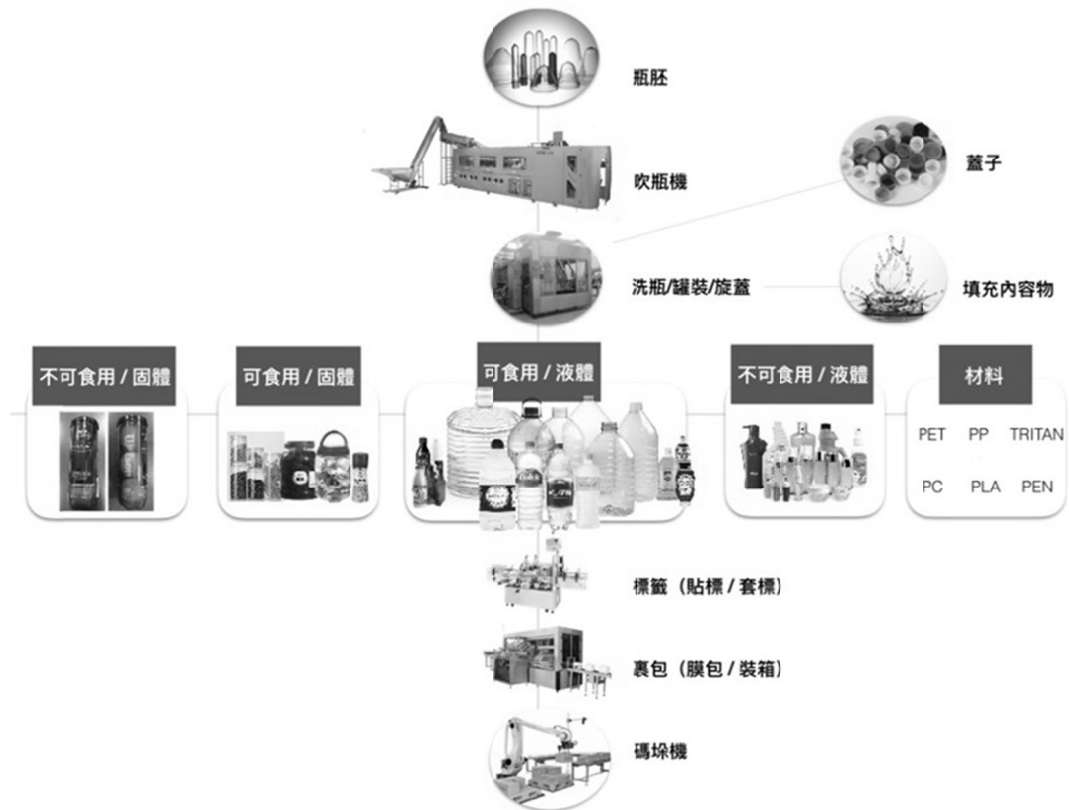 瓶胚
吹瓶機
蓋子
洗瓶/罐裝/旋蓋
填充內容物
不可食用 / 固體
可食用 / 固體
可食用 / 液體
不可食用 / 液體
材料
PET PP TRITAN
PC PLA PEN
標籤（貼標 / 套標）
裹包（膜包 / 裝箱）
碼垛機